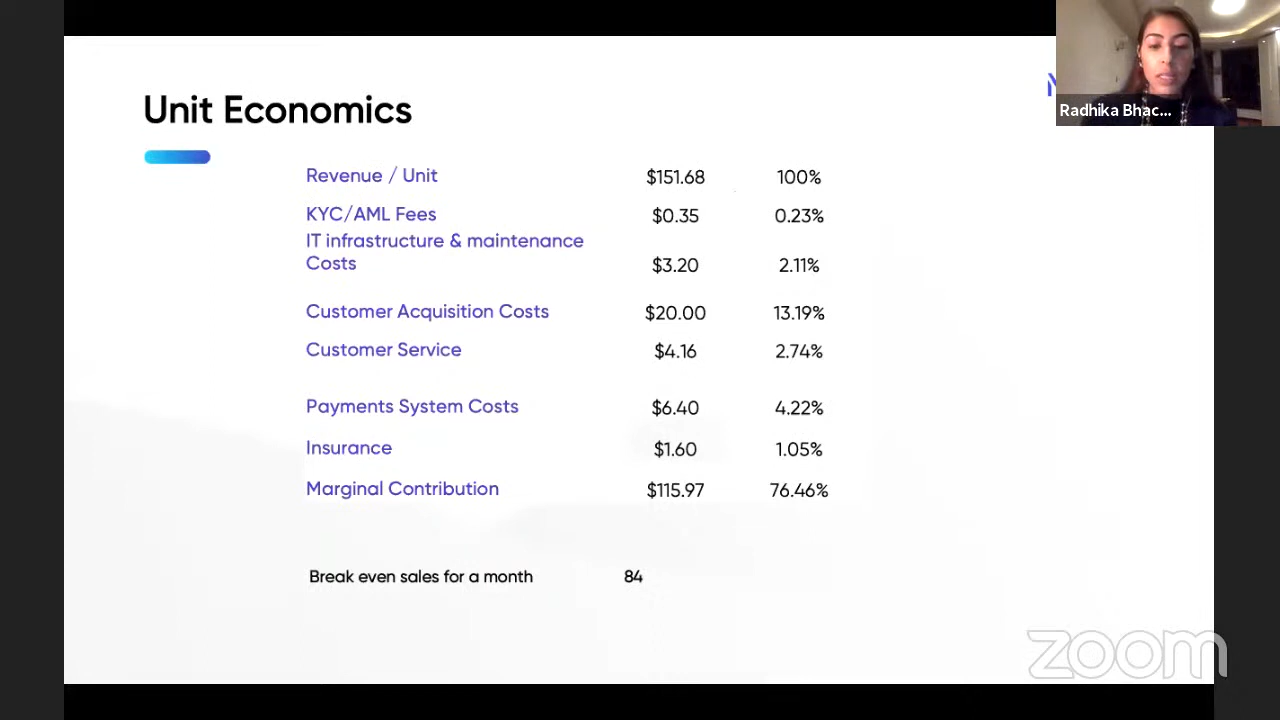 Radhika Bhac...
Unit Economics
Revenue / Unit $151.68 100%
KYC/AML Fees $0.35 0.23%
IT infrastructure & maintenance
Costs $3.20 2.11%
Customer Acquisition Costs $20.00 13.19%
Customer Service $4.16 2.74%
Payments System Costs $6.40 4.22%
Insurance $1.60 1.05%
Marginal Contribution $115.97 76.46%
Break even sales for a month 84
zoom